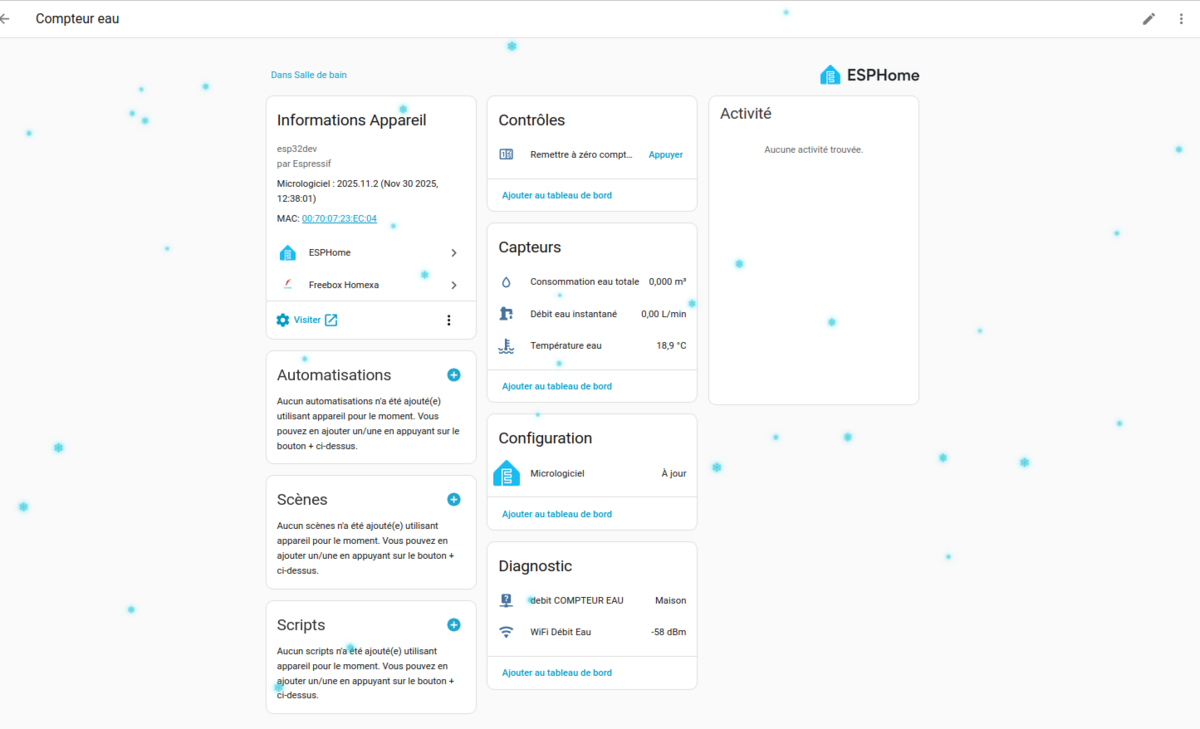 Compteur eau
Dans Salle de bain
ESPHome
Informations Appareil
esp32dev
par Espressif
Micrologiciel : 2025.11.2 (Nov 30 2025,
12:38:01)
MAC: 00:70:07:23:EC:04
ESPHome
Freebox Homexa
Visiter
Automatisations
Aucun automatisations n'a été ajouté(e)
utilisant appareil pour le moment. Vous
pouvez en ajouter un/une en appuyant sur le
bouton + ci-dessus.
Scènes
Aucun scènes n'a été ajouté(e) utilisant
appareil pour le moment. Vous pouvez en
ajouter un/une en appuyant sur le bouton +
ci-dessus.
Scripts
Aucun scripts n'a été ajouté(e) utilisant
appareil pour le moment. Vous pouvez en
ajouter un/une en appuyant sur le bouton +
ci-dessus.
Contrôles
Remettre à zéro compt... Appuyer
Ajouter au tableau de bord
Capteurs
Consommation eau totale 0,000 m³
Débit eau instantané 0,00 L/min
Température eau 18,9 °C
Ajouter au tableau de bord
Configuration
Micrologiciel À jour
Ajouter au tableau de bord
Diagnostic
debit COMPTEUR EAU Maison
WiFi Débit Eau -58 dBm
Ajouter au tableau de bord
Activité
Aucune activité trouvée.